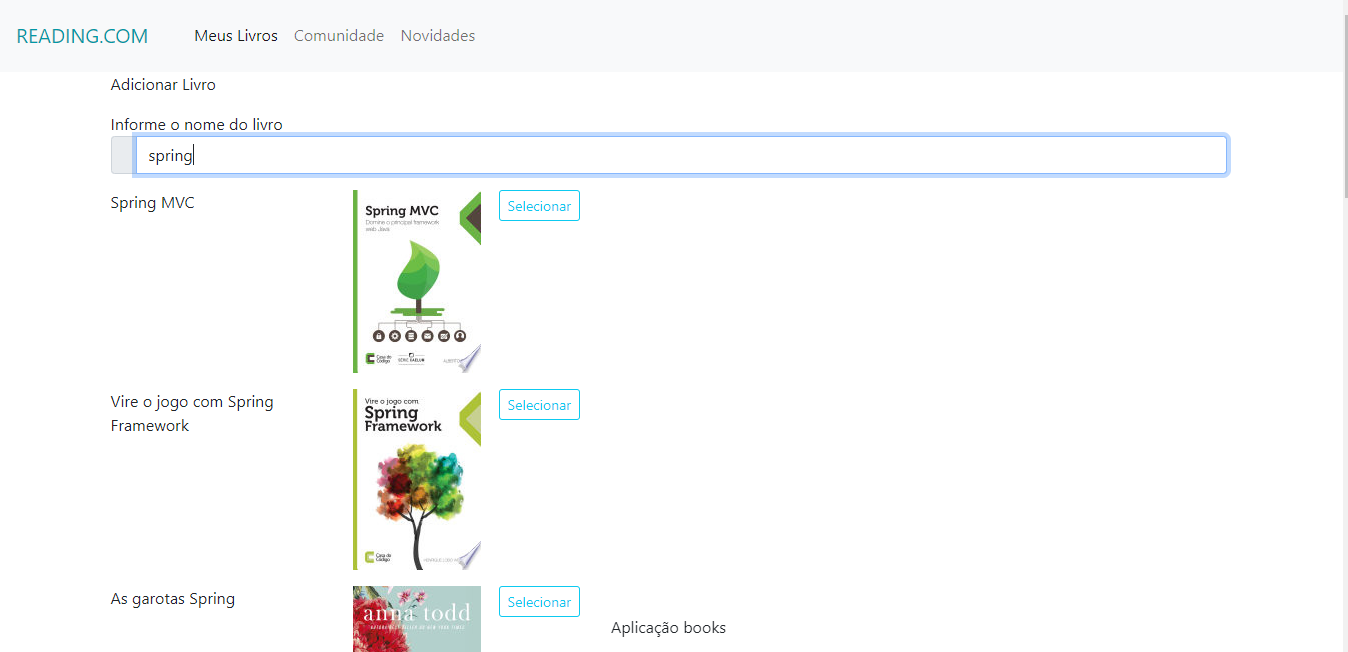 READING.COM Meus Livros Comunidade Novidades
Adicionar Livro
Informe o nome do livro
spring
Spring MVC
Spring MVC
Domine o principal framework
web Java
Casa do
Código
Selecionar
Vire o jogo com Spring
Framework
Vire o jogo com
Spring
Framework
Casa do
Código
Selecionar
As garotas Spring
anna todd
Selecionar
Aplicação books